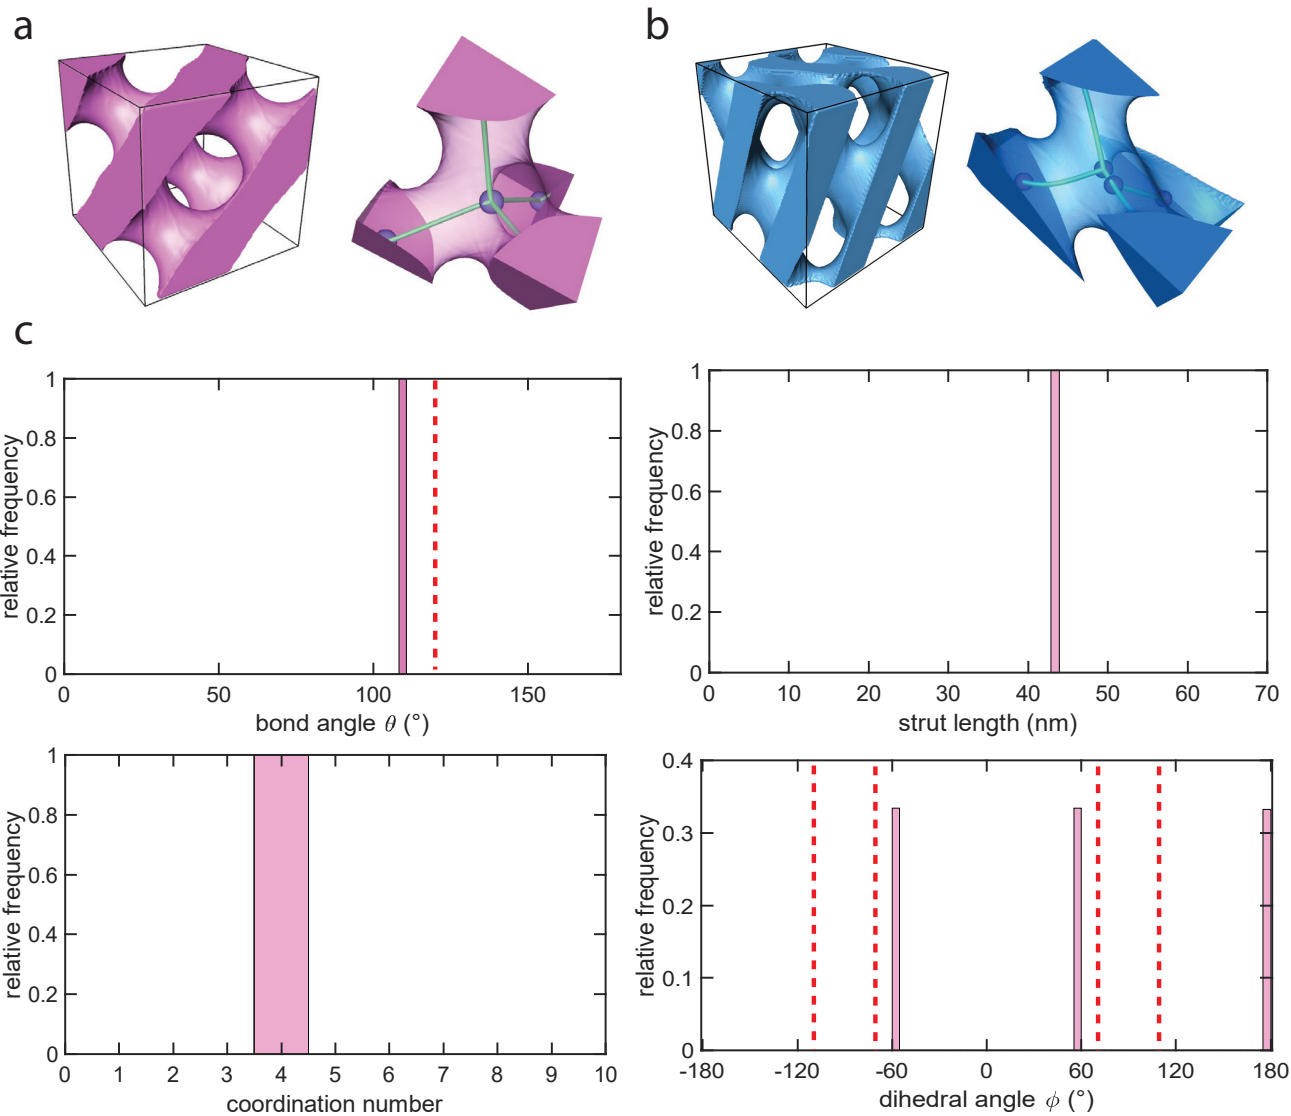 a
b
c
relative frequency
1
0.8
0.6
0.4
0.2
0
0 50 100 150
bond angle θ (°)
relative frequency
1
0.8
0.6
0.4
0.2
0
0 10 20 30 40 50 60 70
strut length (nm)
relative frequency
1
0.8
0.6
0.4
0.2
0
0 1 2 3 4 5 6 7 8 9 10
coordination number
relative frequency
0.4
0.3
0.2
0.1
0
-180 -120 -60 0 60 120 180
dihedral angle ϕ (°)